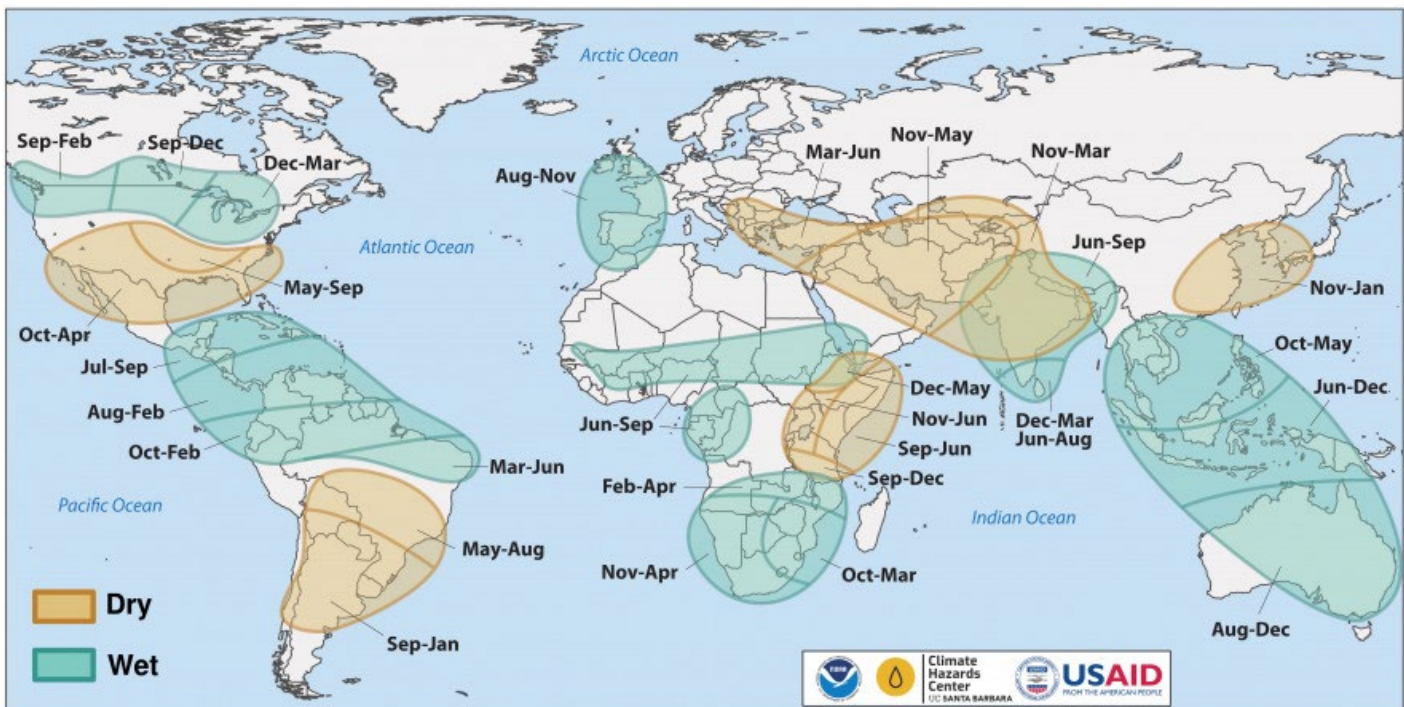 Arctic Ocean
Sep-Feb
Sep-Dec
Dec-Mar
Aug-Nov
Mar-Jun
Nov-May
Nov-Mar
Jun-Sep
Atlantic Ocean
May-Sep
Nov-Jan
Oct-Apr
Jul-Sep
Aug-Feb
Oct-Feb
Oct-May
Jun-Dec
Dec-May
Nov-Jun
Jun-Sep
Sep-Jun
Dec-Mar
Jun-Aug
Mar-Jun
Sep-Dec
Feb-Apr
Pacific Ocean
Indian Ocean
May-Aug
Nov-Apr
Oct-Mar
Sep-Jan
Aug-Dec
Dry
Wet
Climate
Hazards
Center
UC SANTA BARBARA
USAID
FROM THE AMERICAN PEOPLE